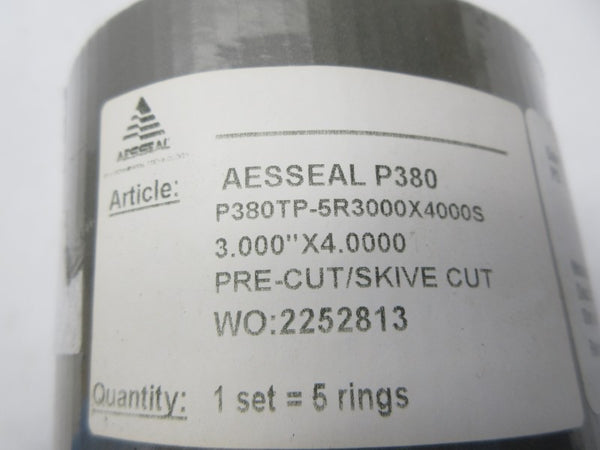 AESSEAL
Article: AESSEAL P380
P380TP-5R3000X4000S
3.000"X4.0000
PRE-CUT/SKIVE CUT
WO:2252813
Quantity: 1 set = 5 rings